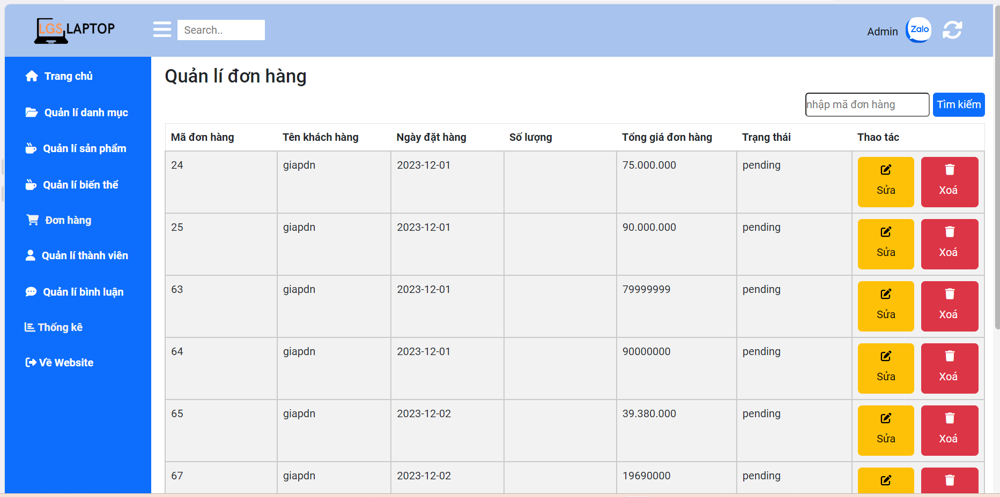 LGS LAPTOP
Search..
Admin
Zalo
Trang chủ
Quản lí danh mục
Quản lí sản phẩm
Quản lí biến thể
Đơn hàng
Quản lí thành viên
Quản lí bình luận
Thống kê
Về Website
Quản lí đơn hàng
nhập mã đơn hàng
Tìm kiếm
Mã đơn hàng Tên khách hàng Ngày đặt hàng Số lượng Tổng giá đơn hàng Trạng thái Thao tác
24 giapdn 2023-12-01 75.000.000 pending
Sửa Xoá
25 giapdn 2023-12-01 90.000.000 pending
Sửa Xoá
63 giapdn 2023-12-01 79999999 pending
Sửa Xoá
64 giapdn 2023-12-01 90000000 pending
Sửa Xoá
65 giapdn 2023-12-02 39.380.000 pending
Sửa Xoá
67 giapdn 2023-12-02 19690000 pending